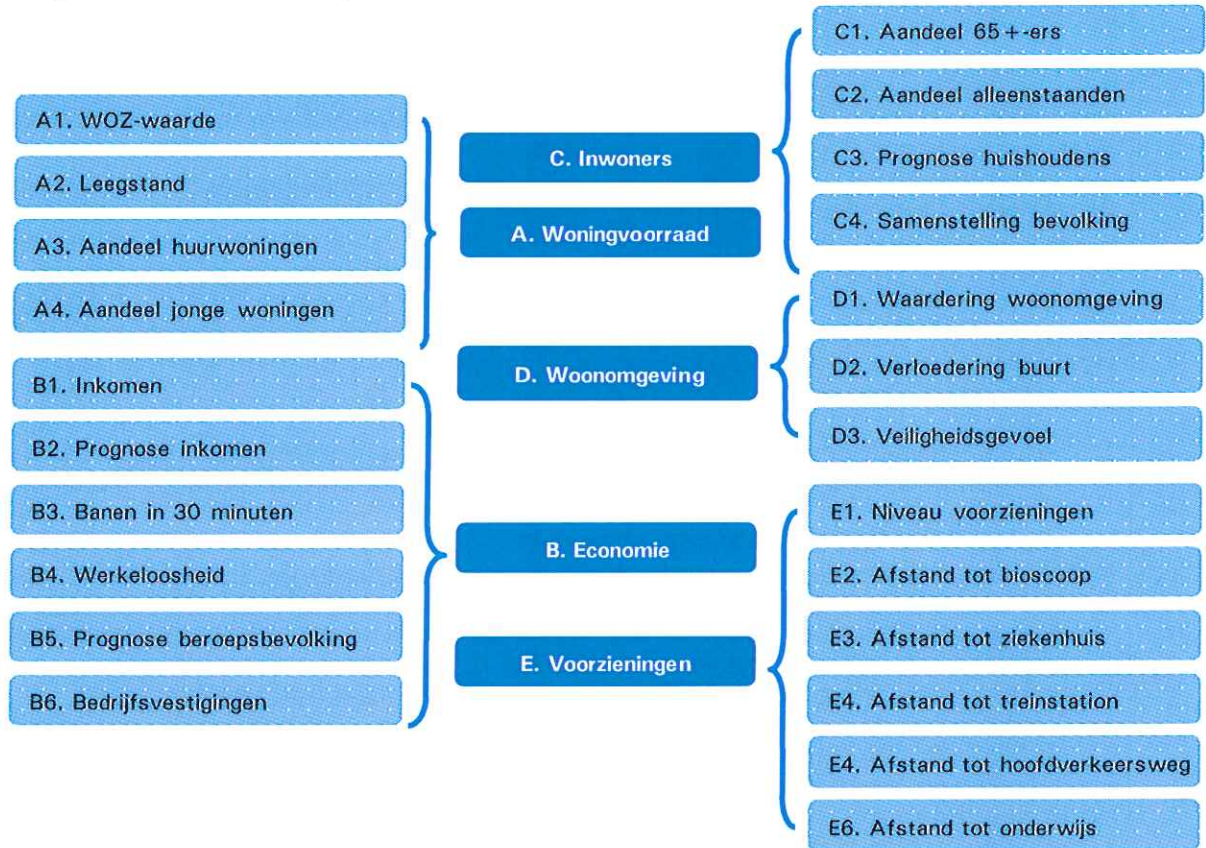 A1. WOZ-waarde
A2. Leegstand
A3. Aandeel huurwoningen
A4. Aandeel jonge woningen
B1. Inkomen
B2. Prognose inkomen
B3. Banen in 30 minuten
B4. Werkeloosheid
B5. Prognose beroepsbevolking
B6. Bedrijfsvestigingen
C. Inwoners
A. Woningvoorraad
D. Woonomgeving
B. Economie
E. Voorzieningen
C1. Aandeel 65+-ers
C2. Aandeel alleenstaanden
C3. Prognose huishoudens
C4. Samenstelling bevolking
D1. Waardering woonomgeving
D2. Verloedering buurt
D3. Veiligheidsgevoel
E1. Niveau voorzieningen
E2. Afstand tot bioscoop
E3. Afstand tot ziekenhuis
E4. Afstand tot treinstation
E4. Afstand tot hoofdverkeersweg
E6. Afstand tot onderwijs